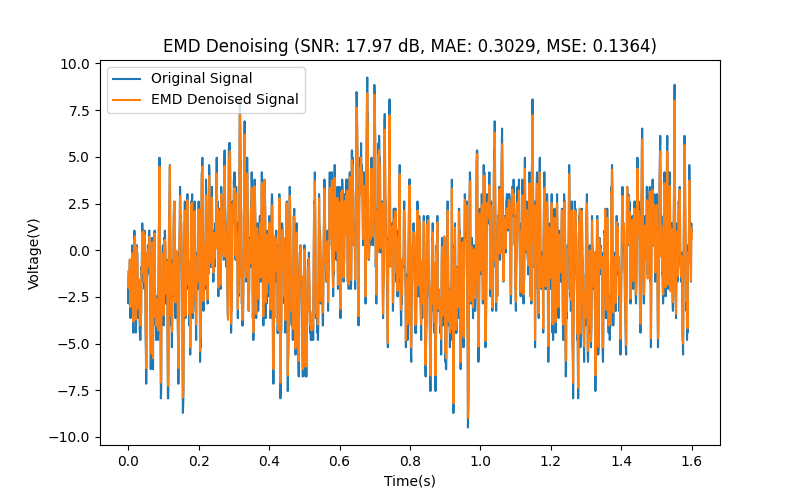 EMD Denoising (SNR: 17.97 dB, MAE: 0.3029, MSE: 0.1364)
Original Signal
EMD Denoised Signal
10.0
7.5
5.0
2.5
0.0
−2.5
−5.0
−7.5
−10.0
Voltage(V)
0.0 0.2 0.4 0.6 0.8 1.0 1.2 1.4 1.6
Time(s)